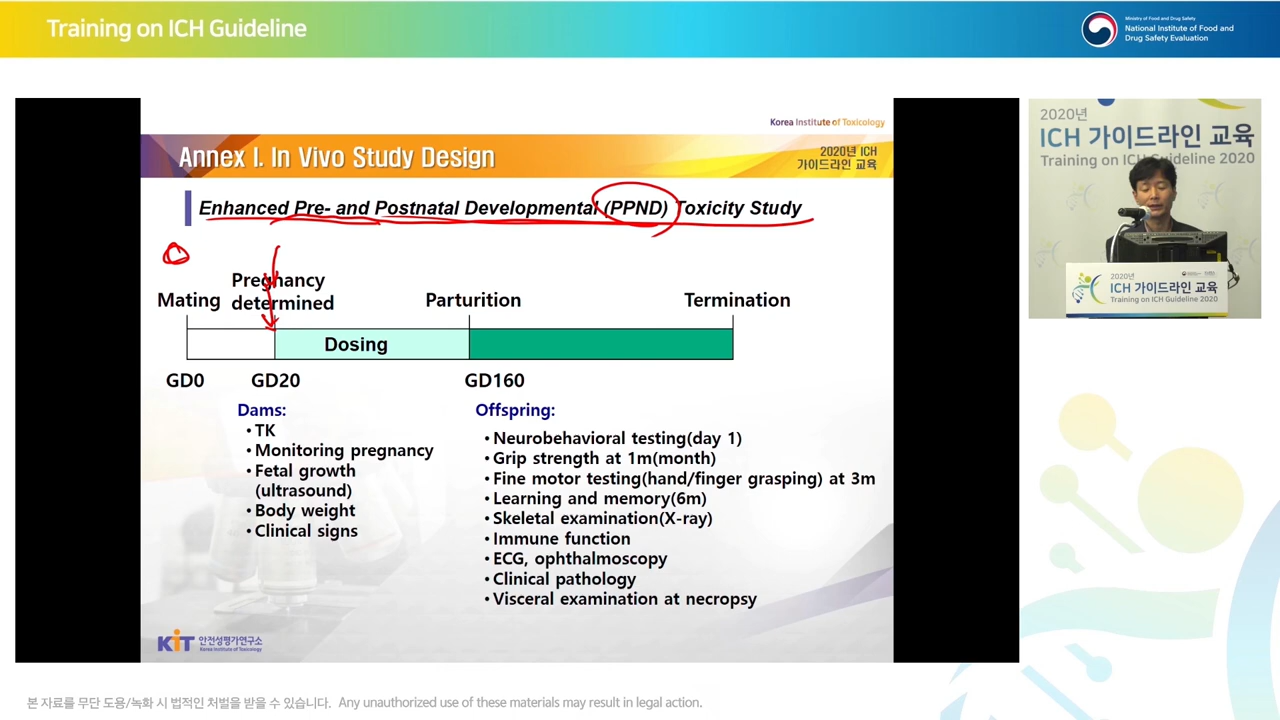 Training on ICH Guideline
Ministry of Food and Drug Safety
National Institute of Food and
Drug Safety Evaluation
Korea Institute of Toxicology
Annex I. In Vivo Study Design
2020년 ICH
가이드라인 교육
Enhanced Pre- and Postnatal Developmental (PPND) Toxicity Study
Mating
Pregnancy
determined
Parturition
Termination
Dosing
GD0
GD20
GD160
Dams:
•TK
•Monitoring pregnancy
•Fetal growth
(ultrasound)
•Body weight
•Clinical signs
Offspring:
•Neurobehavioral testing(day 1)
•Grip strength at 1m(month)
•Fine motor testing(hand/finger grasping) at 3m
•Learning and memory(6m)
•Skeletal examination(X-ray)
•Immune function
•ECG, ophthalmoscopy
•Clinical pathology
•Visceral examination at necropsy
KIT 안전성평가연구소
Korea Institute of Toxicology
2020년
ICH 가이드라인 교육
Training on ICH Guideline 2020
2020년
ICH 가이드라인 교육
Training on ICH Guideline 2020
본 자료를 무단 도용/녹화 시 법적인 처벌을 받을 수 있습니다. Any unauthorized use of these materials may result in legal action.